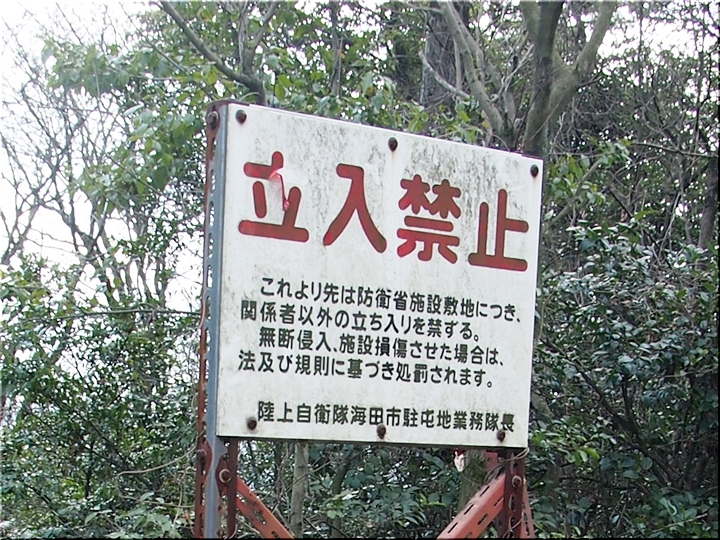 立入禁止
これより先は防衛省施設敷地につき、
関係者以外の立ち入りを禁する。
無断侵入、施設損傷させた場合は、
法及び規則に基づき処罰されます。
陸上自衛隊海田市駐屯地業務隊長